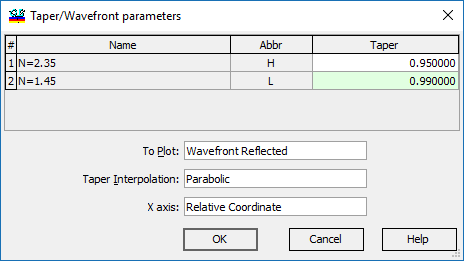 Taper/Wavefront parameters
# Name Abbr Taper
1 N=2.35 H 0.950000
2 N=1.45 L 0.990000
To Plot: Wavefront Reflected
Taper Interpolation: Parabolic
X axis: Relative Coordinate
OK Cancel Help